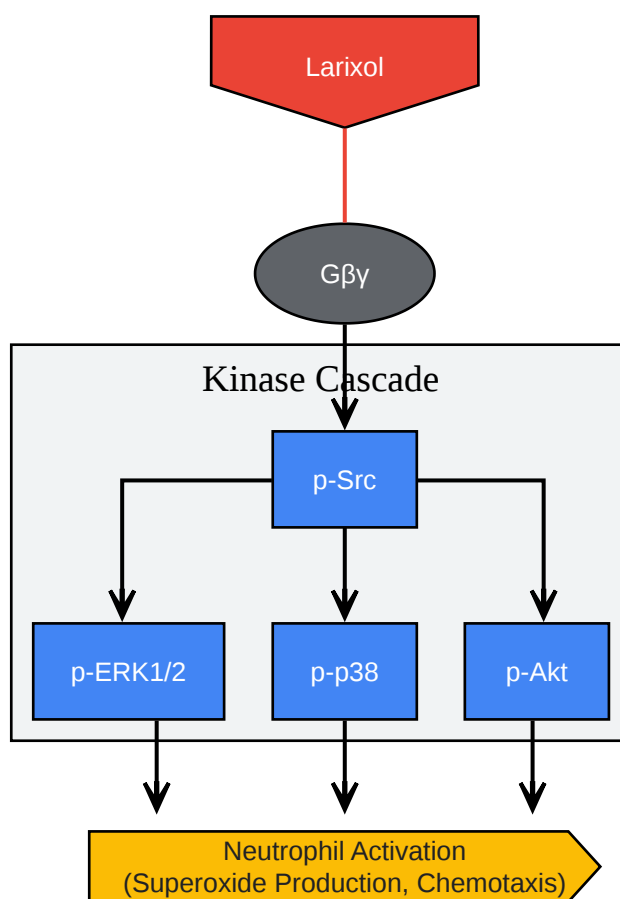 Larixol
Gβγ
Kinase Cascade
p-Src
p-ERK1/2
p-p38
p-Akt
Neutrophil Activation
(Superoxide Production, Chemotaxis)